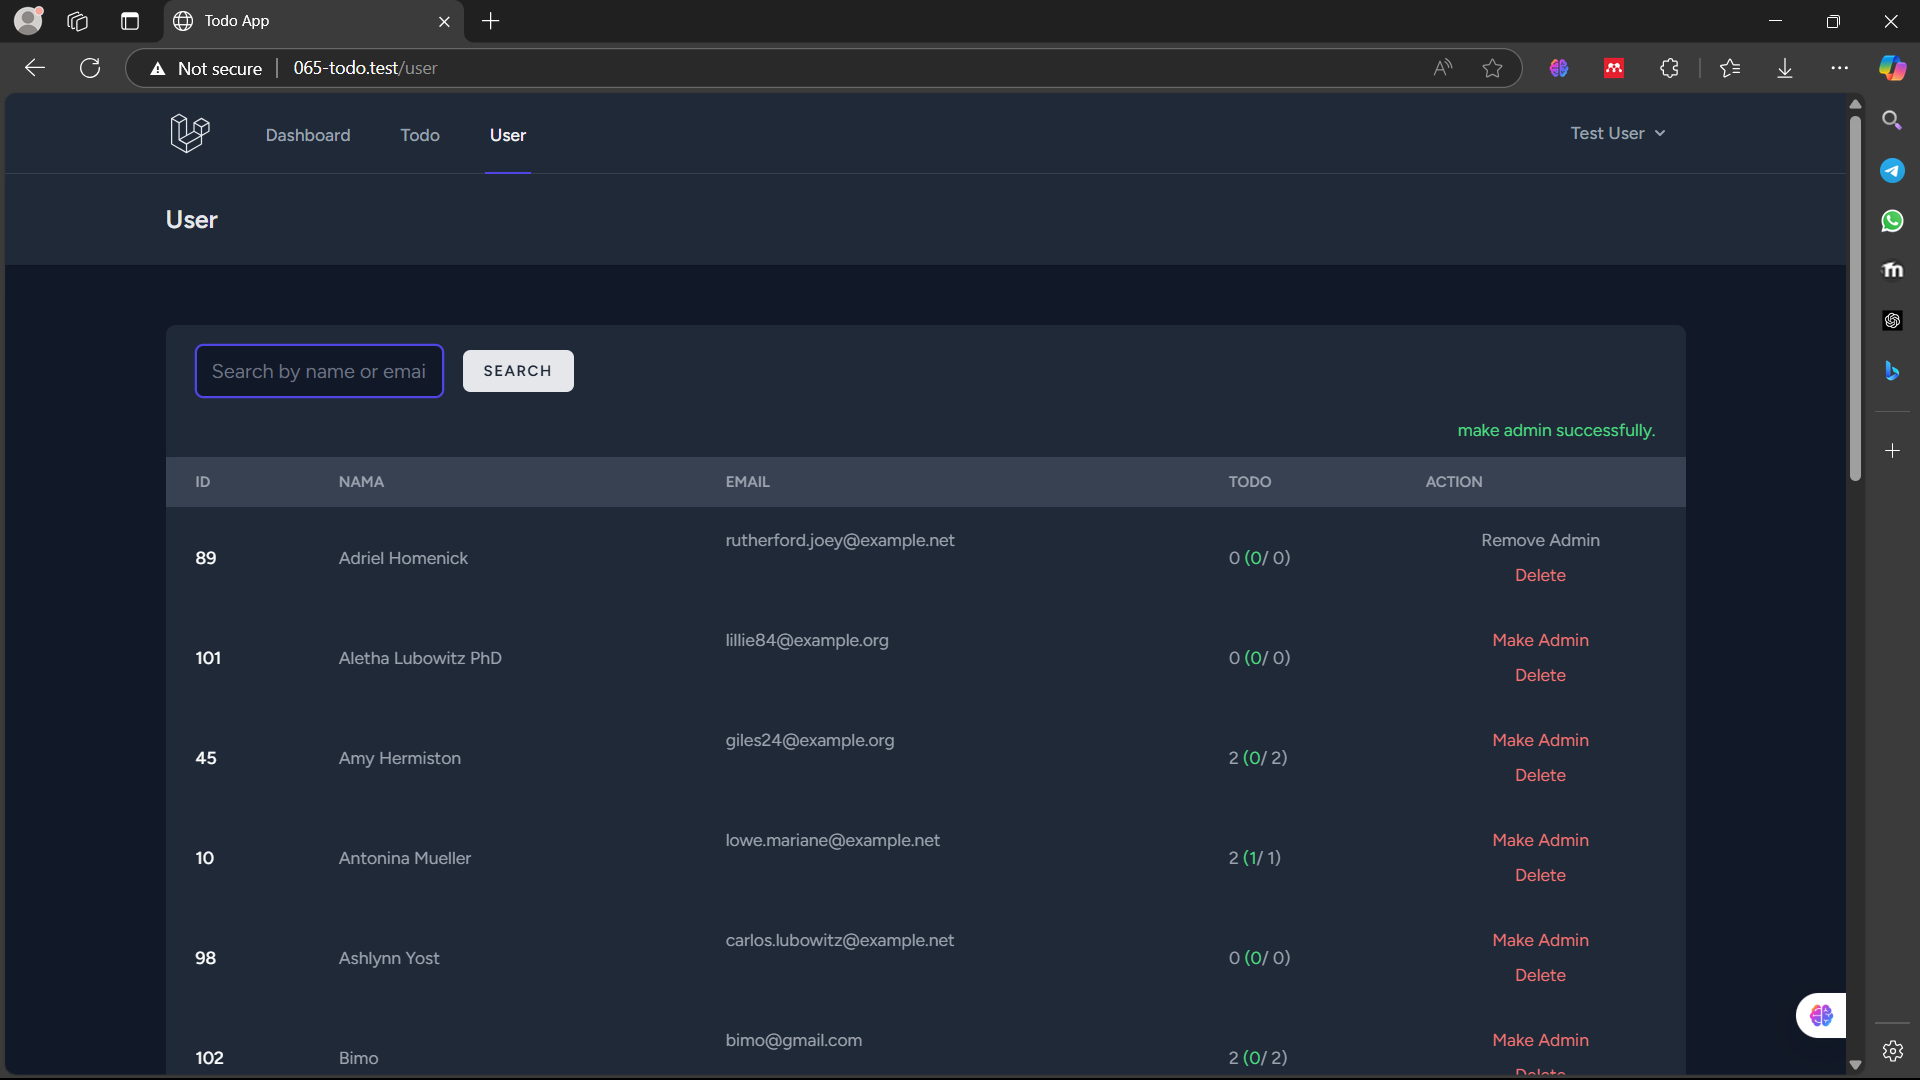 Todo App
Not secure 065-todo.test/user
Dashboard Todo User Test User
User
Search by name or emai SEARCH
make admin successfully.
ID NAMA EMAIL TODO ACTION
89 Adriel Homenick rutherford.joey@example.net 0 (0/ 0) Remove Admin
Delete
101 Aletha Lubowitz PhD lillie84@example.org 0 (0/ 0) Make Admin
Delete
45 Amy Hermiston giles24@example.org 2 (0/ 2) Make Admin
Delete
10 Antonina Mueller lowe.mariane@example.net 2 (1/ 1) Make Admin
Delete
98 Ashlynn Yost carlos.lubowitz@example.net 0 (0/ 0) Make Admin
Delete
102 Bimo bimo@gmail.com 2 (0/ 2) Make Admin
Delete